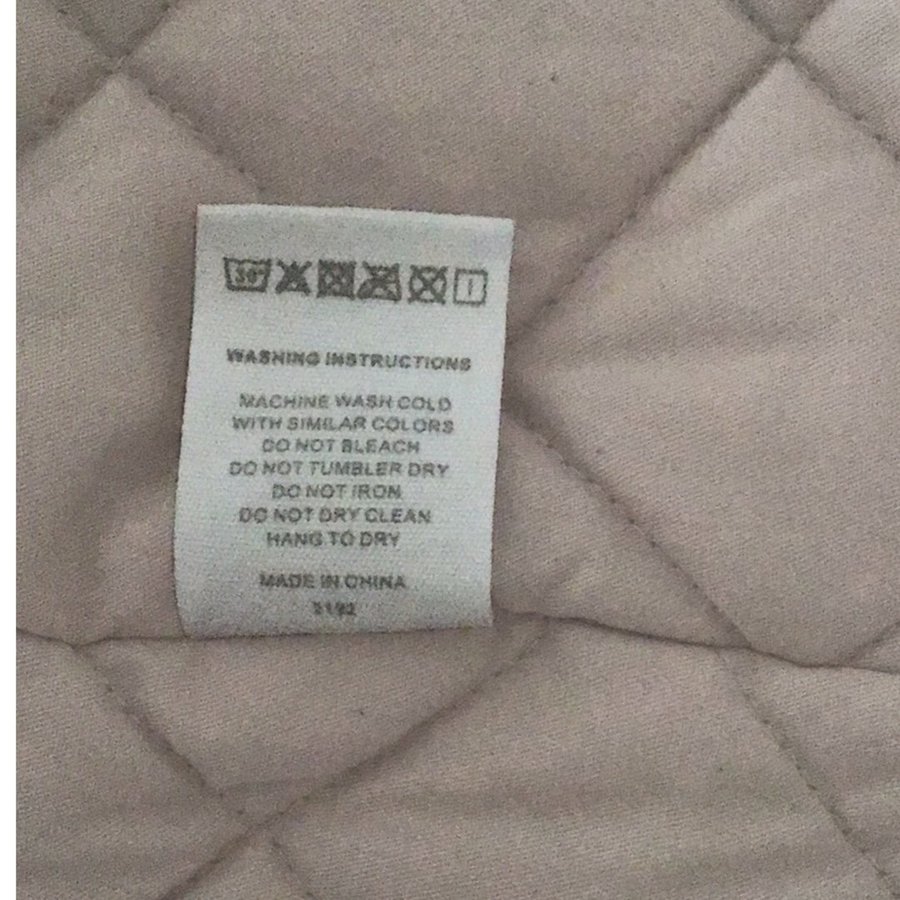 30°
WASHING INSTRUCTIONS
MACHINE WASH COLD
WITH SIMILAR COLORS
DO NOT BLEACH
DO NOT TUMBLER DRY
DO NOT IRON
DO NOT DRY CLEAN
HANG TO DRY
MADE IN CHINA